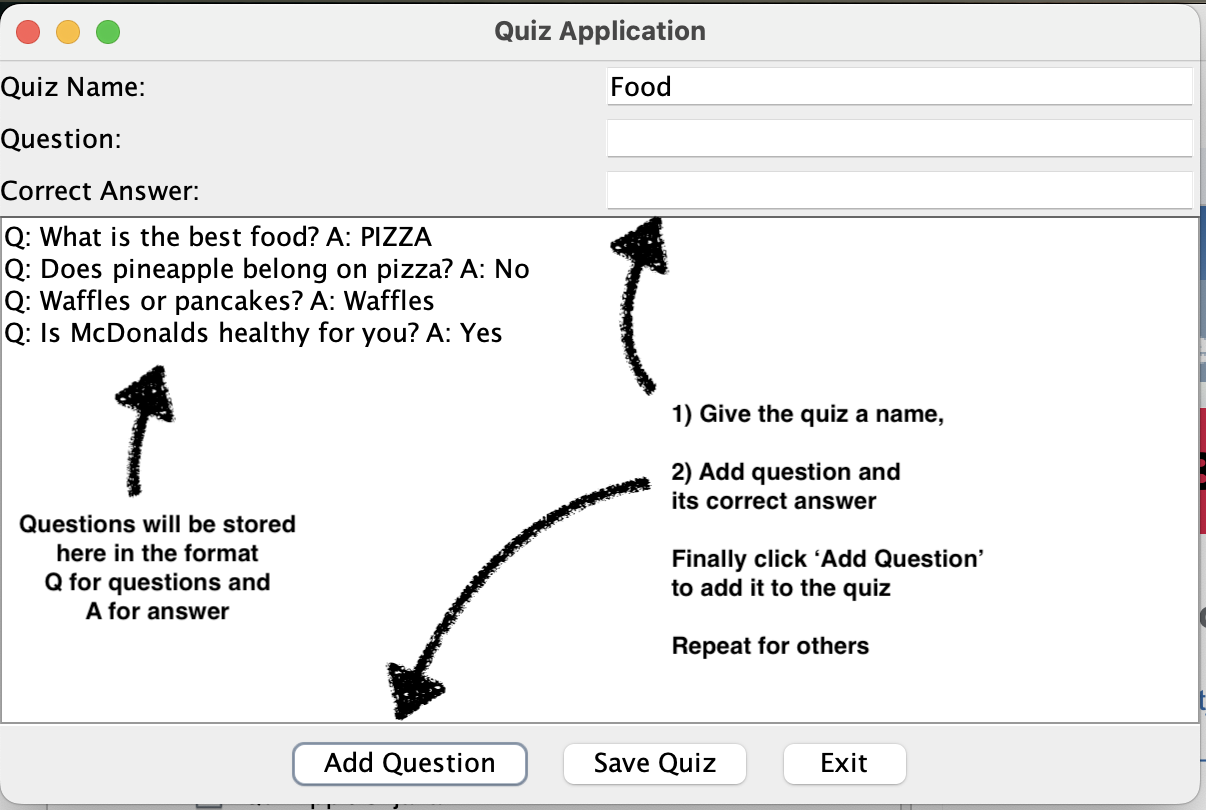 Quiz Application
Quiz Name:
Food
Question:
Correct Answer:
Q: What is the best food? A: PIZZA
Q: Does pineapple belong on pizza? A: No
Q: Waffles or pancakes? A: Waffles
Q: Is McDonalds healthy for you? A: Yes
Questions will be stored
here in the format
Q for questions and
A for answer
1) Give the quiz a name,
2) Add question and
its correct answer
Finally click ‘Add Question’
to add it to the quiz
Repeat for others
Add Question
Save Quiz
Exit